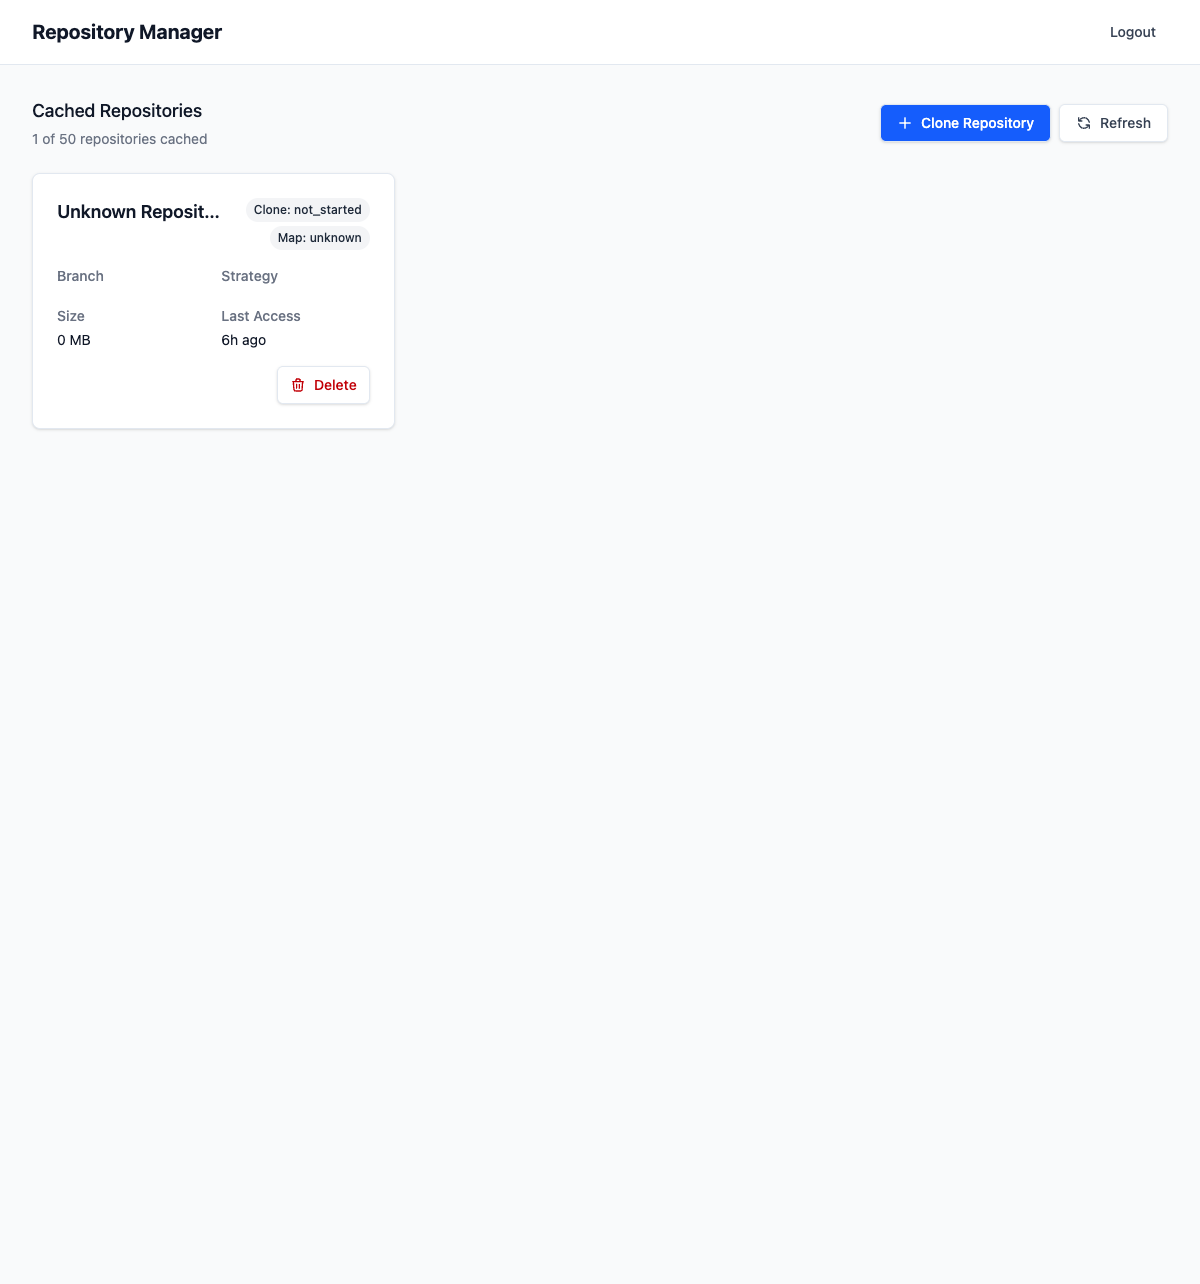 Repository Manager
Logout
Cached Repositories
1 of 50 repositories cached
Clone Repository
Refresh
Unknown Reposit...
Clone: not_started
Map: unknown
Branch
Strategy
Size
Last Access
0 MB
6h ago
Delete